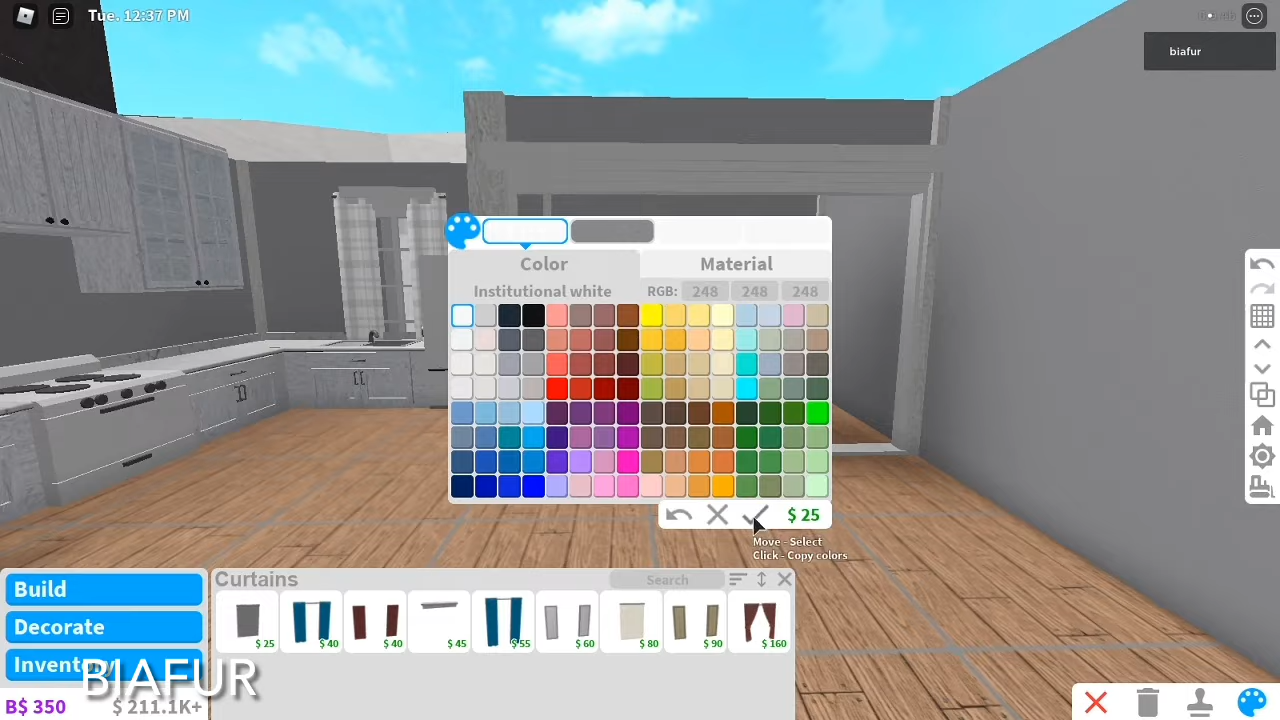 Tue. 12:37 PM
biafur
Color
Material
Institutional white
RGB: 248 248 248
$ 25
Move - Select
Click - Copy colors
Build
Decorate
Inventory
Curtains
Search
$ 25
$ 40
$ 40
$ 45
$ 55
$ 60
$ 80
$ 90
$ 160
BIAFUR
B$ 350
$ 211.1K+